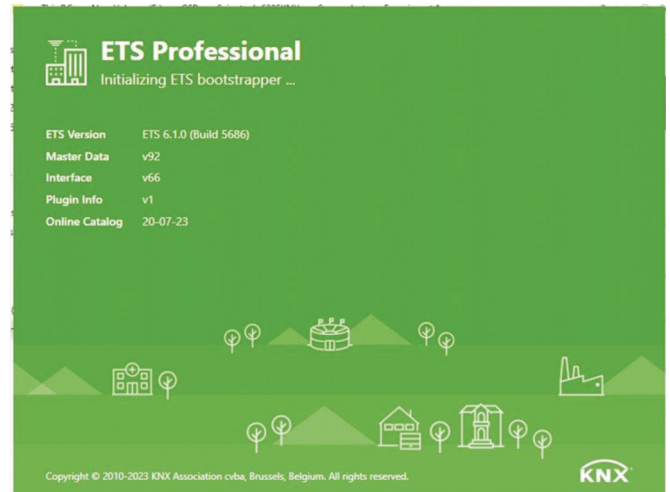 ETS Professional
Initializing ETS bootstrapper ...
ETS Version ETS 6.1.0 (Build 5686)
Master Data v92
Interface v66
Plugin Info v1
Online Catalog 20-07-23
Copyright © 2010-2023 KNX Association cvba, Brussels, Belgium. All rights reserved.
KNX